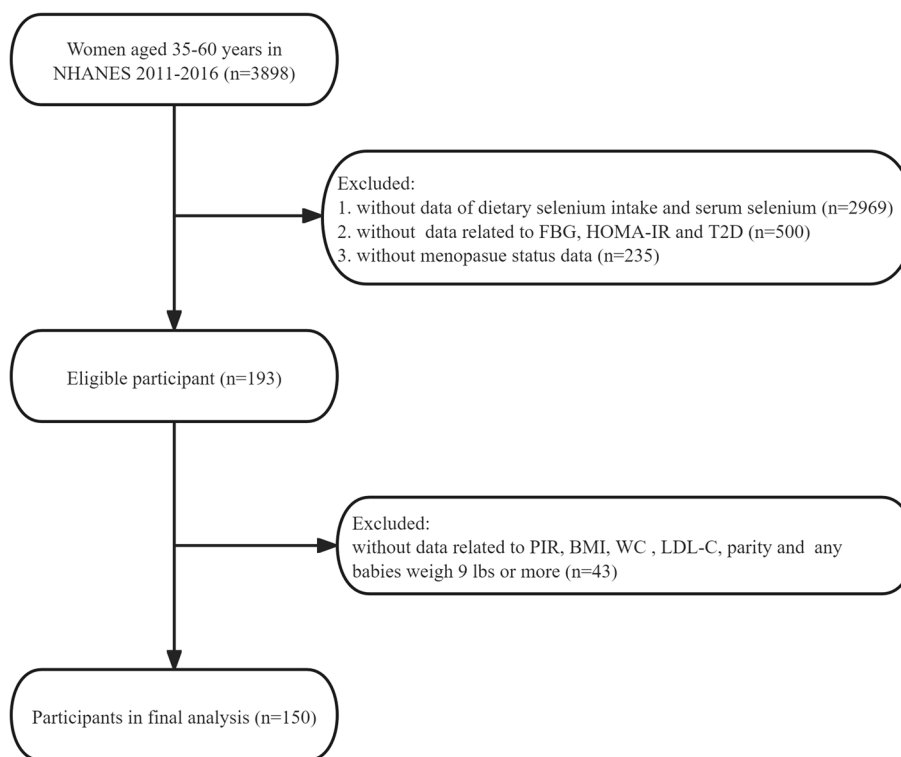 Women aged 35-60 years in
NHANES 2011-2016 (n=3898)
Excluded:
1. without data of dietary selenium intake and serum selenium (n=2969)
2. without  data related to FBG, HOMA-IR and T2D (n=500)
3. without menopasue status data (n=235)
Eligible participant (n=193)
Excluded:
without data related to PIR, BMI, WC , LDL-C, parity and  any
babies weigh 9 lbs or more (n=43)
Participants in final analysis (n=150)